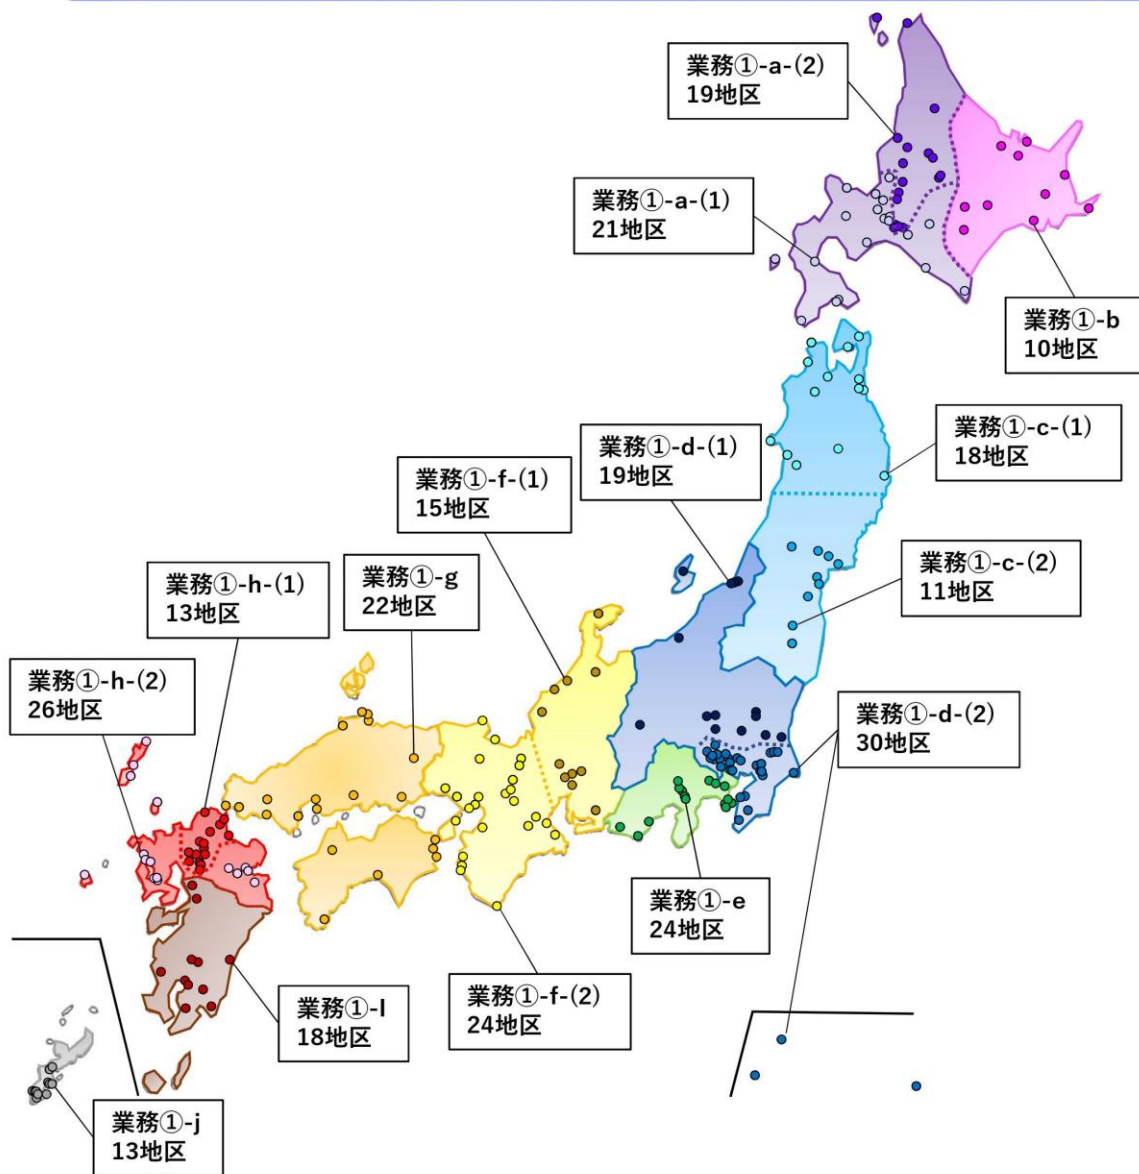 業務①-a-(2)
19地区
業務①-a-(1)
21地区
業務①-b
10地区
業務①-c-(1)
18地区
業務①-d-(1)
19地区
業務①-f-(1)
15地区
業務①-c-(2)
11地区
業務①-g
22地区
業務①-h-(1)
13地区
業務①-h-(2)
26地区
業務①-d-(2)
30地区
業務①-e
24地区
業務①-f-(2)
24地区
業務①-I
18地区
業務①-j
13地区